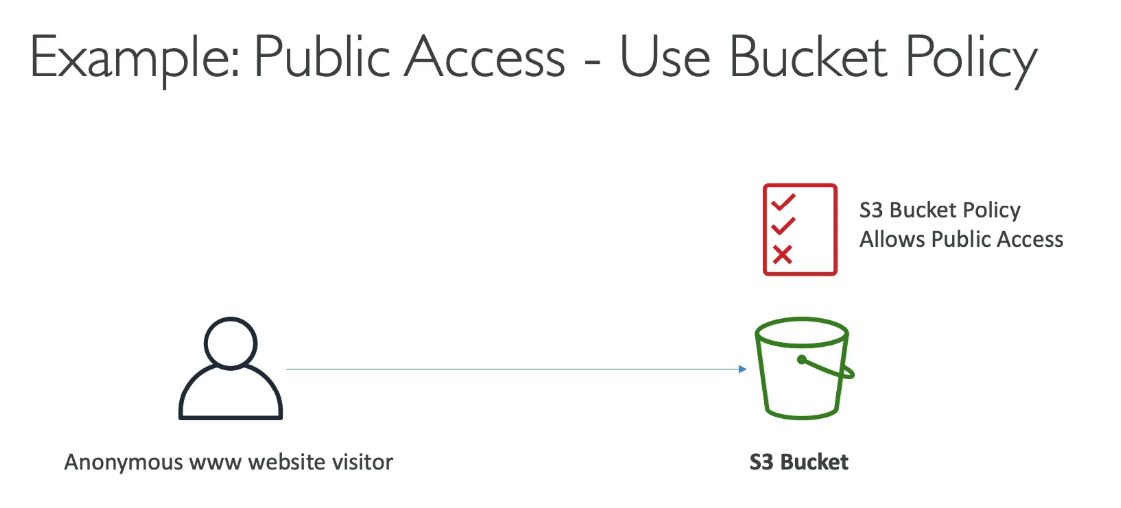 Example: Public Access - Use Bucket Policy
S3 Bucket Policy
Allows Public Access
Anonymous www website visitor
S3 Bucket